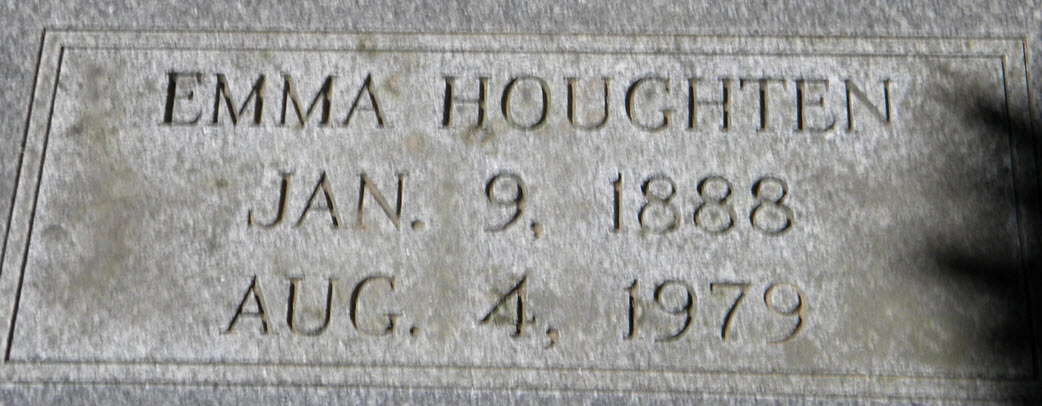 EMMA HOUGHTEN
JAN. 9, 1888
AUG. 4, 1979